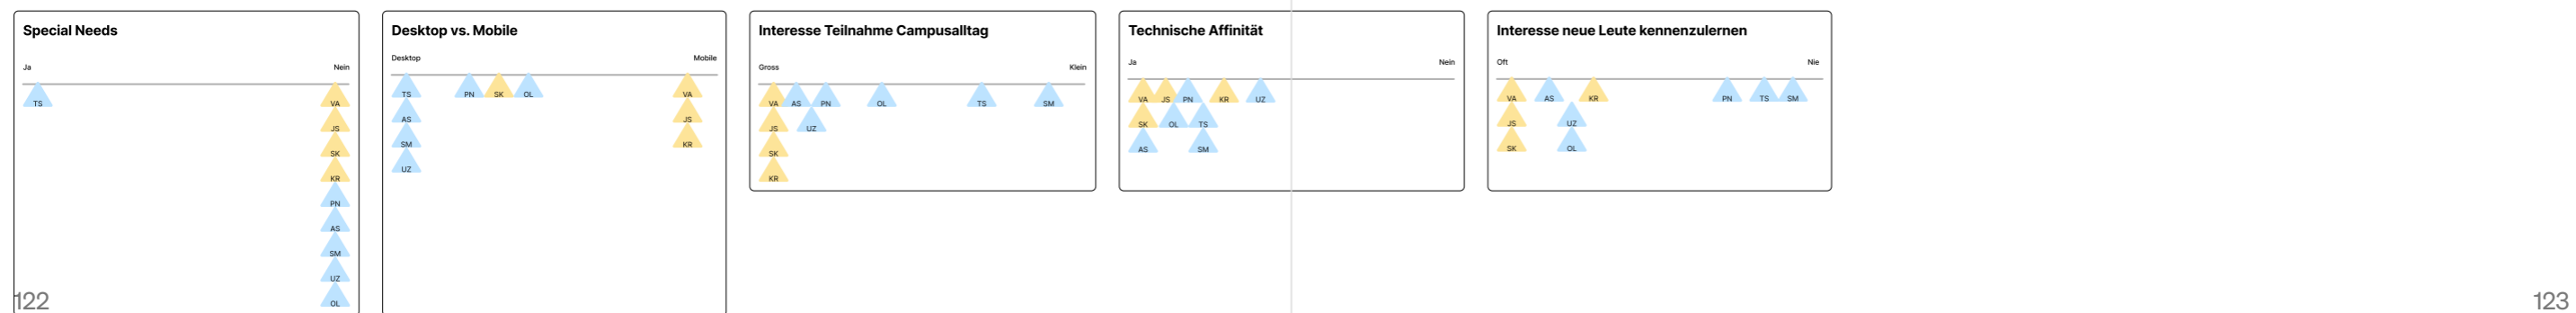 Special Needs
Ja Nein
TS VA
JS
SK
KR
PN
AS
SM
UZ
OL
Desktop vs. Mobile
Desktop Mobile
TS PN SK OL VA
AS JS
SM KR
UZ
Interesse Teilnahme Campusalltag
Gross Klein
VA AS PN OL TS SM
JS UZ
SK
KR
Technische Affinität
Ja Nein
VA JS PN KR UZ
SK OL TS
AS SM
Interesse neue Leute kennenzulernen
Oft Nie
VA AS KR PN TS SM
JS UZ
SK OL
122
123